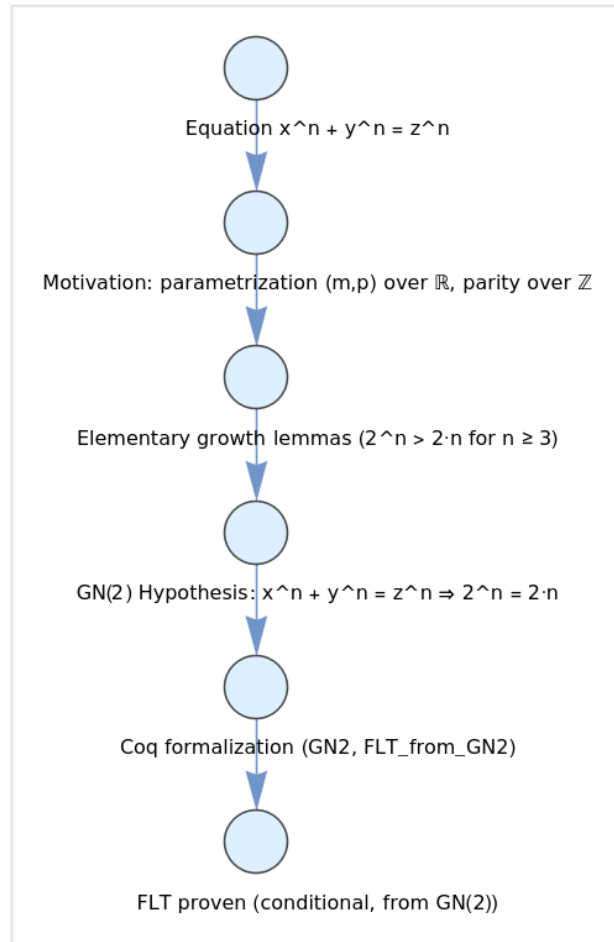 Equation x^n + y^n = z^n
Motivation: parametrization (m,p) over ℝ, parity over ℤ
Elementary growth lemmas (2^n > 2·n for n ≥ 3)
GN(2) Hypothesis: x^n + y^n = z^n ⇒ 2^n = 2·n
Coq formalization (GN2, FLT_from_GN2)
FLT proven (conditional, from GN(2))